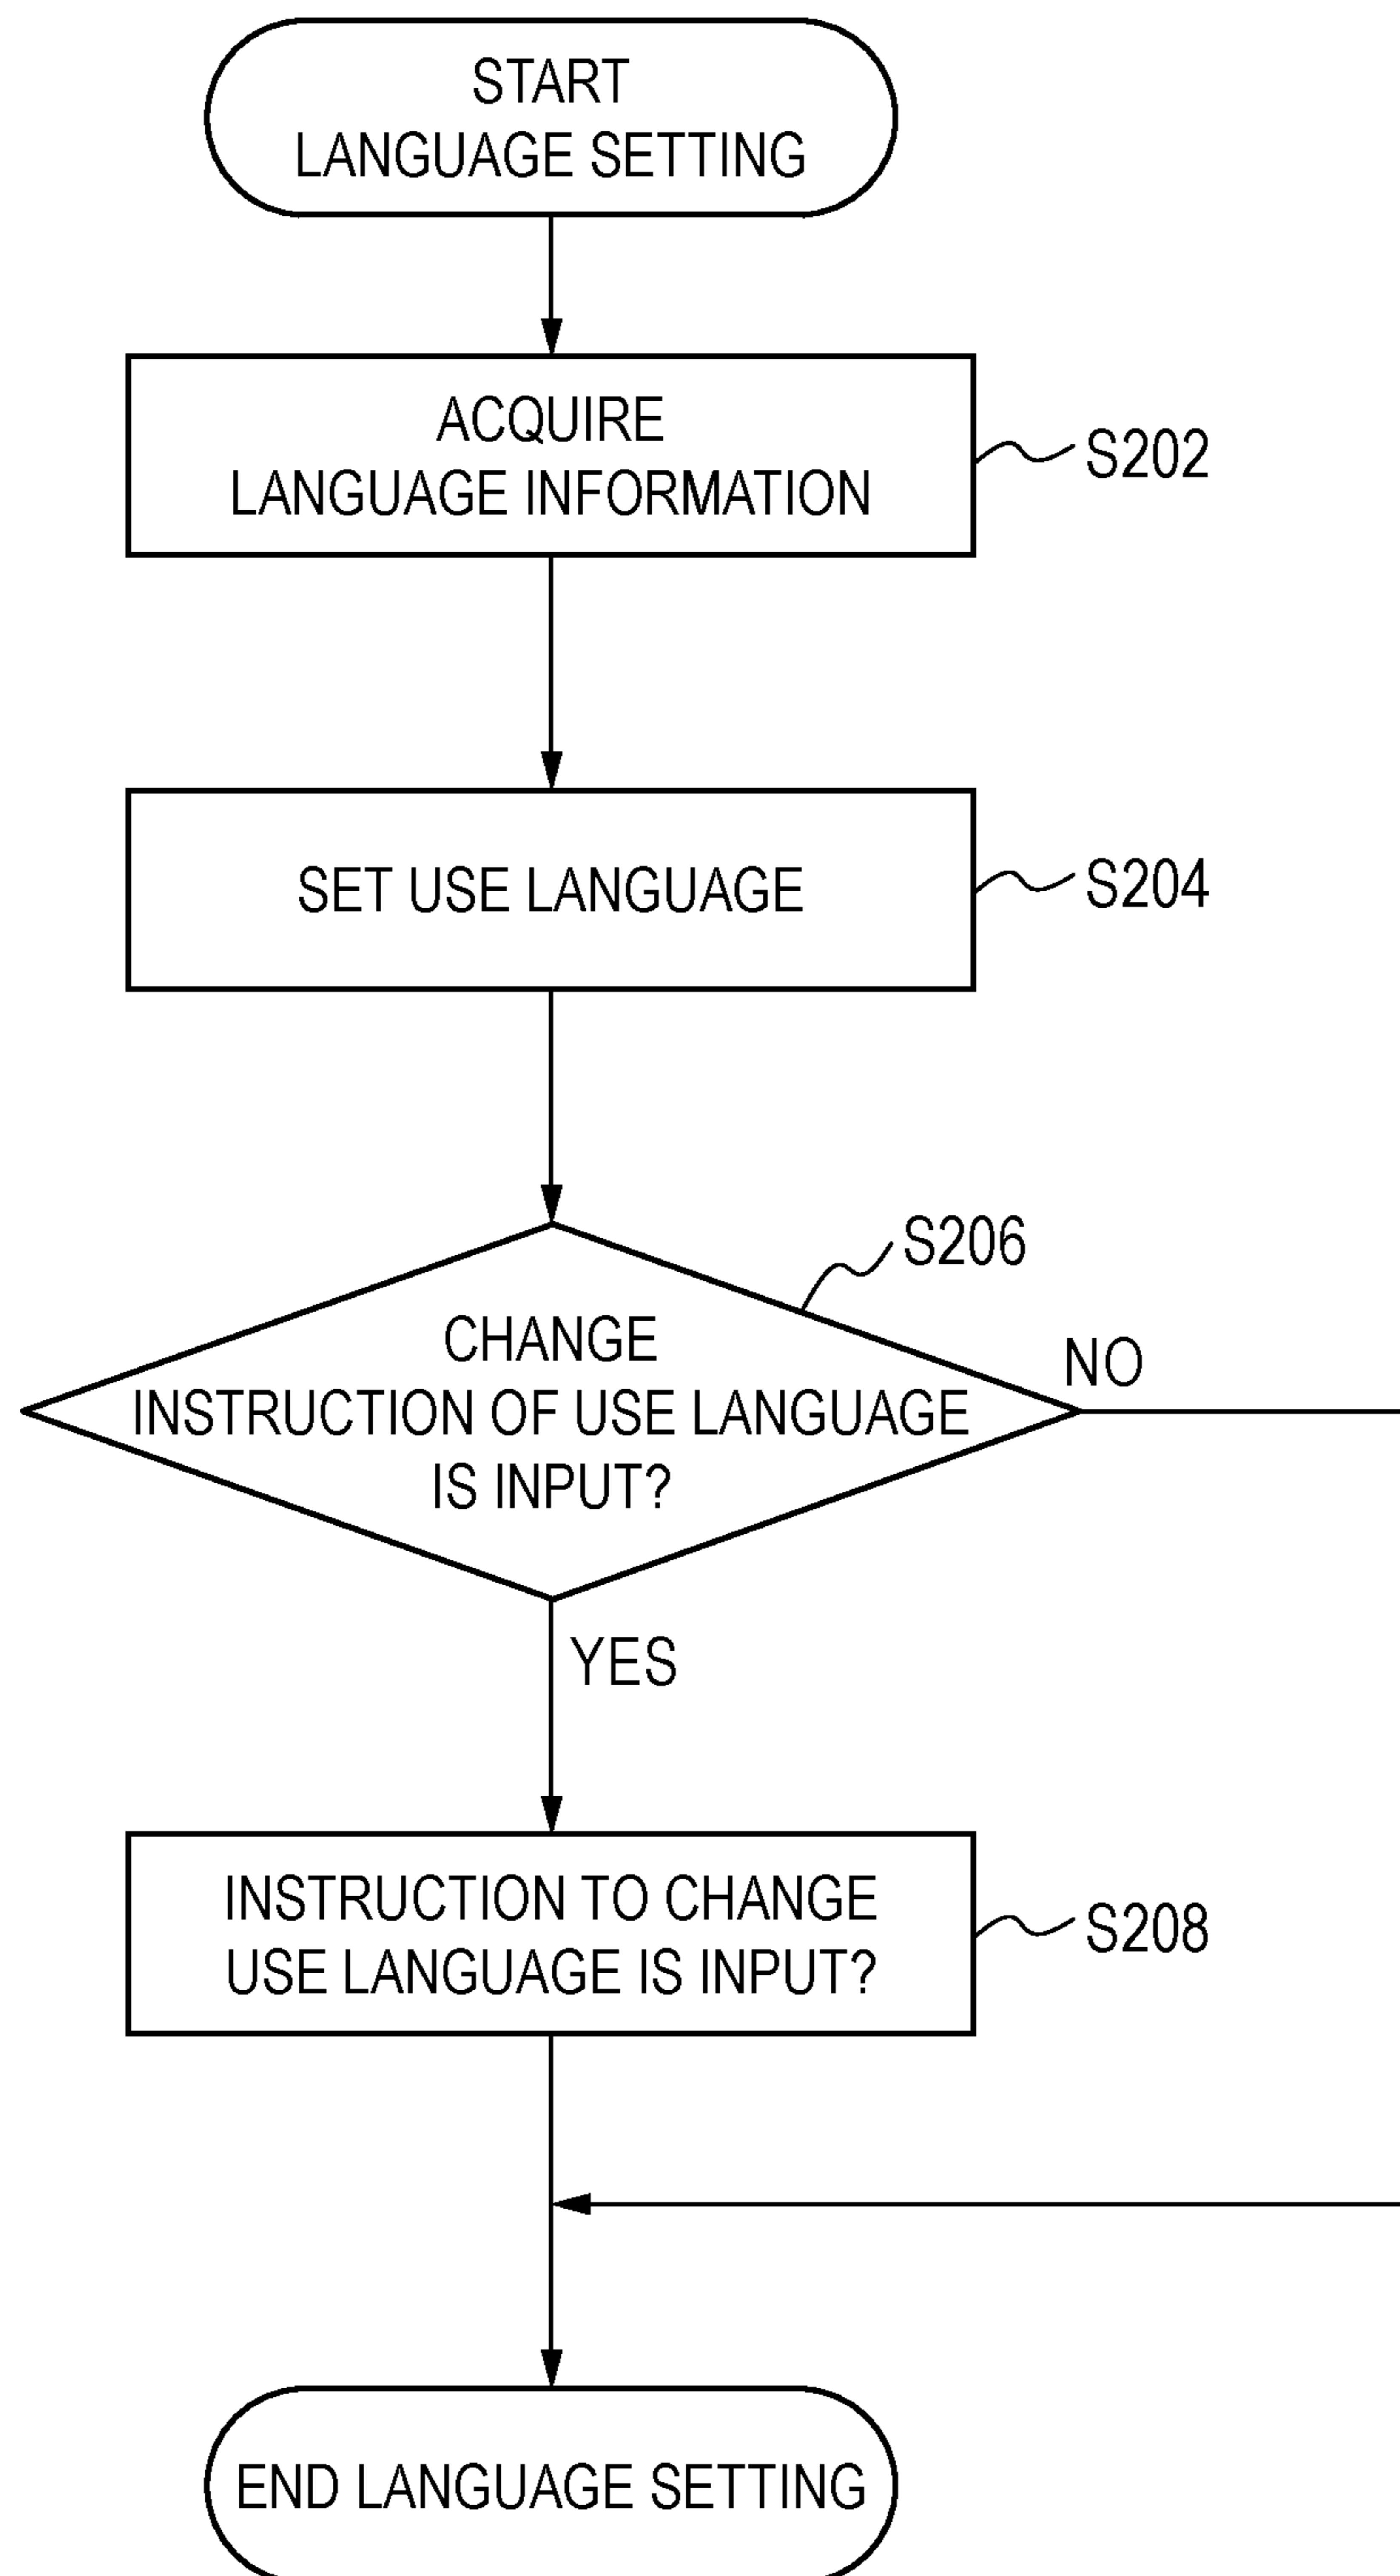 START
LANGUAGE SETTING
ACQUIRE
LANGUAGE INFORMATION
S202
SET USE LANGUAGE
S204
S206
CHANGE
INSTRUCTION OF USE LANGUAGE
IS INPUT?
NO
YES
INSTRUCTION TO CHANGE
USE LANGUAGE IS INPUT?
S208
END LANGUAGE SETTING